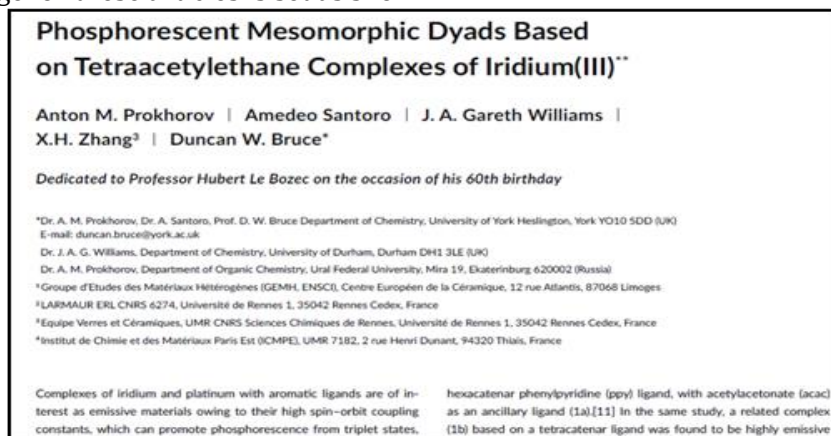 Phosphorescent Mesomorphic Dyads Based
on Tetraacetylethane Complexes of Iridium(III)**
Anton M. Prokhorov | Amedeo Santoro | J. A. Gareth Williams |
X.H. Zhang³ | Duncan W. Bruce*
Dedicated to Professor Hubert Le Bozec on the occasion of his 60th birthday
*Dr. A. M. Prokhorov, Dr. A. Santoro, Prof. D. W. Bruce Department of Chemistry, University of York Heslington, York YO10 5DD (UK)
E-mail: duncan.bruce@york.ac.uk
Dr. J. A. G. Williams, Department of Chemistry, University of Durham, Durham DH1 3LE (UK)
Dr. A. M. Prokhorov, Department of Organic Chemistry, Ural Federal University, Mira 19, Ekaterinburg 620002 (Russia)
¹Groupe d'Etudes des Matériaux Hétérogènes (GEMH, ENSCI), Centre Européen de la Céramique, 12 rue Atlantis, 87068 Limoges
²LARMAUR ERL CNRS 6274, Université de Rennes 1, 35042 Rennes Cedex, France
³Equipe Verres et Céramiques, UMR CNRS Sciences Chimiques de Rennes, Université de Rennes 1, 35042 Rennes Cedex, France
⁴Institut de Chimie et des Matériaux Paris Est (ICMPE), UMR 7182, 2 rue Henri Dunant, 94320 Thiais, France
Complexes of iridium and platinum with aromatic ligands are of in-
terest as emissive materials owing to their high spin–orbit coupling
constants, which can promote phosphorescence from triplet states,
hexacatenar phenylpyridine (ppy) ligand, with acetylacetonate (acac)
as an ancillary ligand (1a).[11] In the same study, a related complex
(1b) based on a tetracatenar ligand was found to be highly emissive